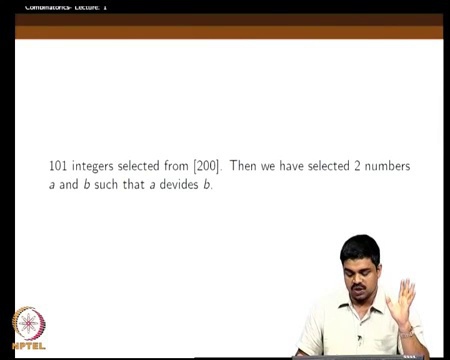 Combinatorics- Lecture: 1
101 integers selected from [200]. Then we have selected 2 numbers
a and b such that a devides b.
NPTEL